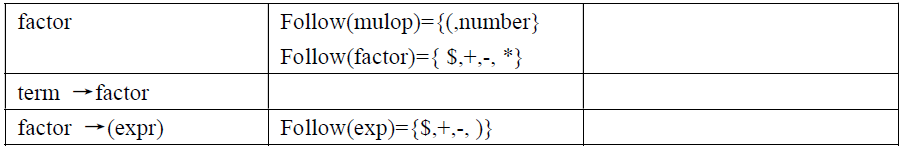 factor Follow(mulop)={(,number}
Follow(factor)={ $,+,-, *}
term →factor
factor →(expr) Follow(exp)={$,+,-, )}